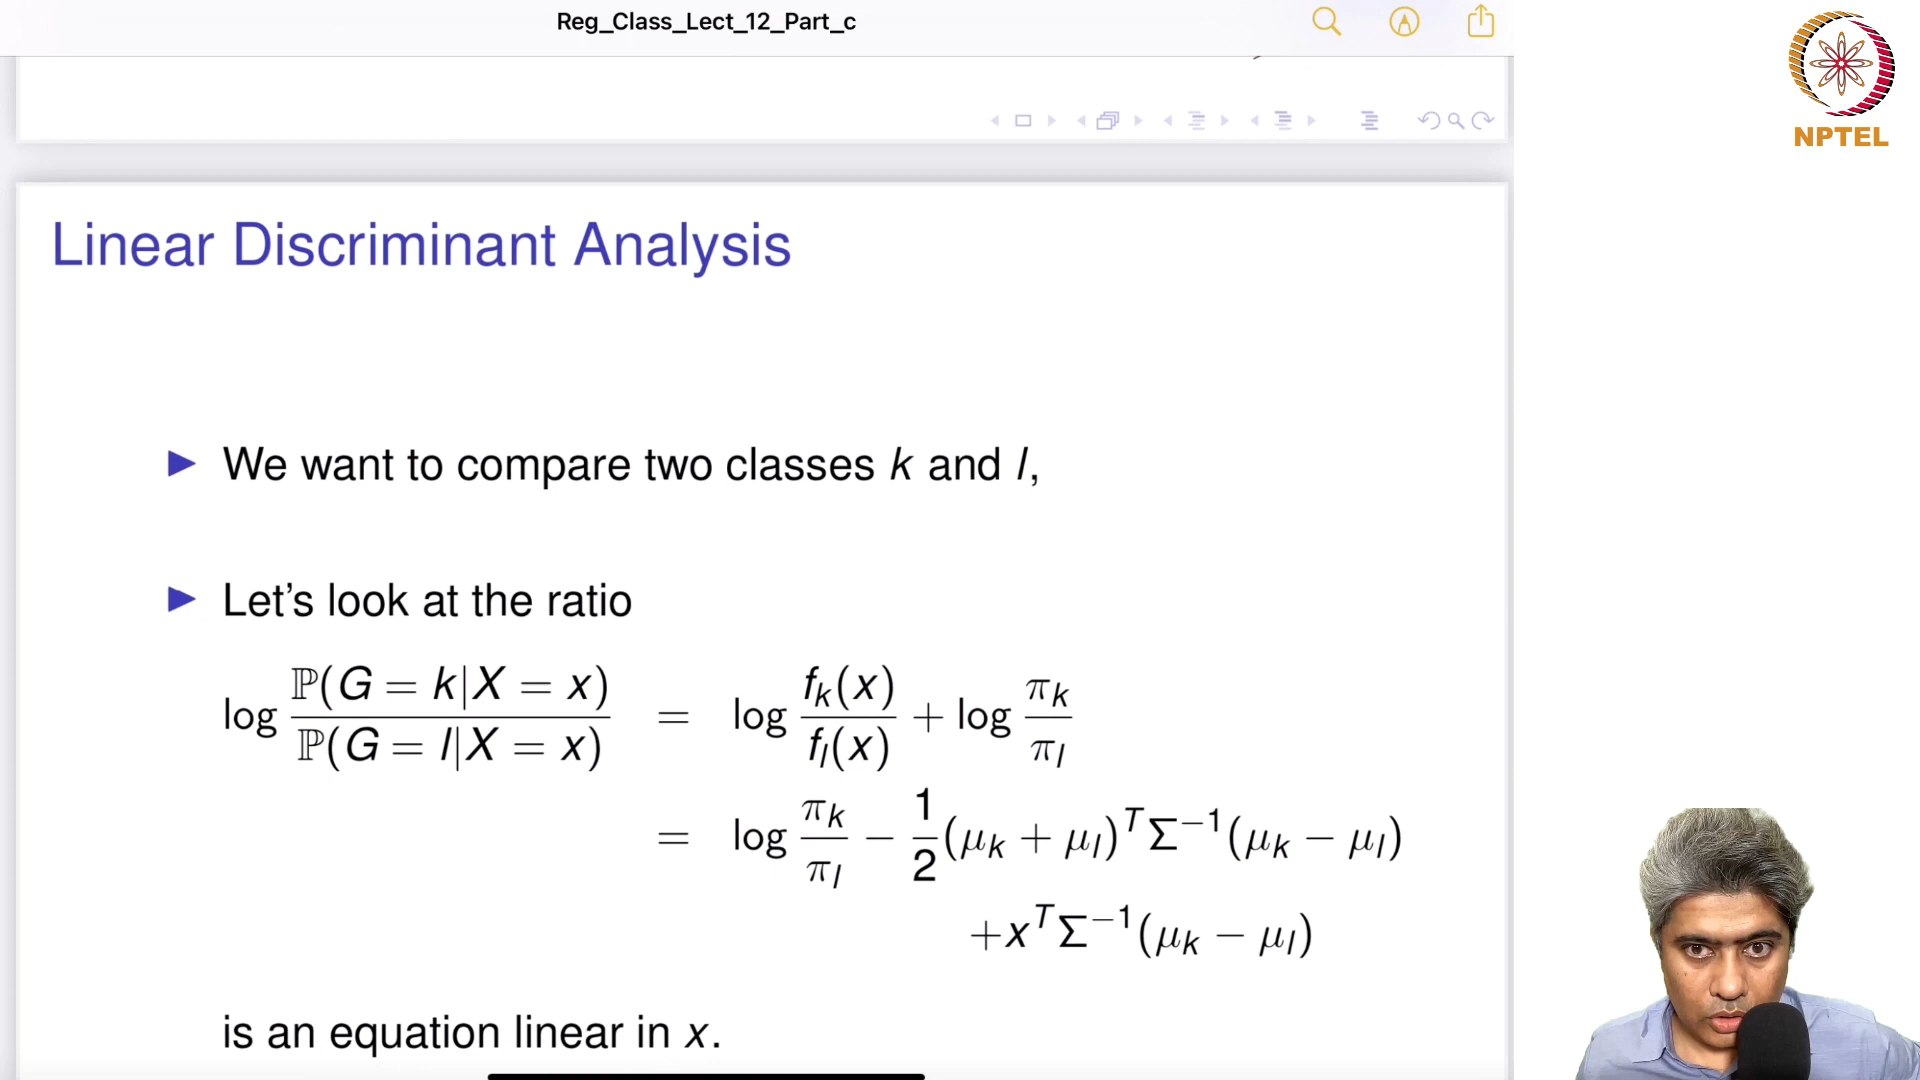 Reg_Class_Lect_12_Part_c
NPTEL
Linear Discriminant Analysis
▶ We want to compare two classes k and l,
▶ Let's look at the ratio
log ℙ(G = k|X = x) / ℙ(G = l|X = x) = log f_k(x) / f_l(x) + log π_k / π_l
= log π_k / π_l − 1/2 (μ_k + μ_l)^T Σ^−1 (μ_k − μ_l)
+x^T Σ^−1 (μ_k − μ_l)
is an equation linear in x.